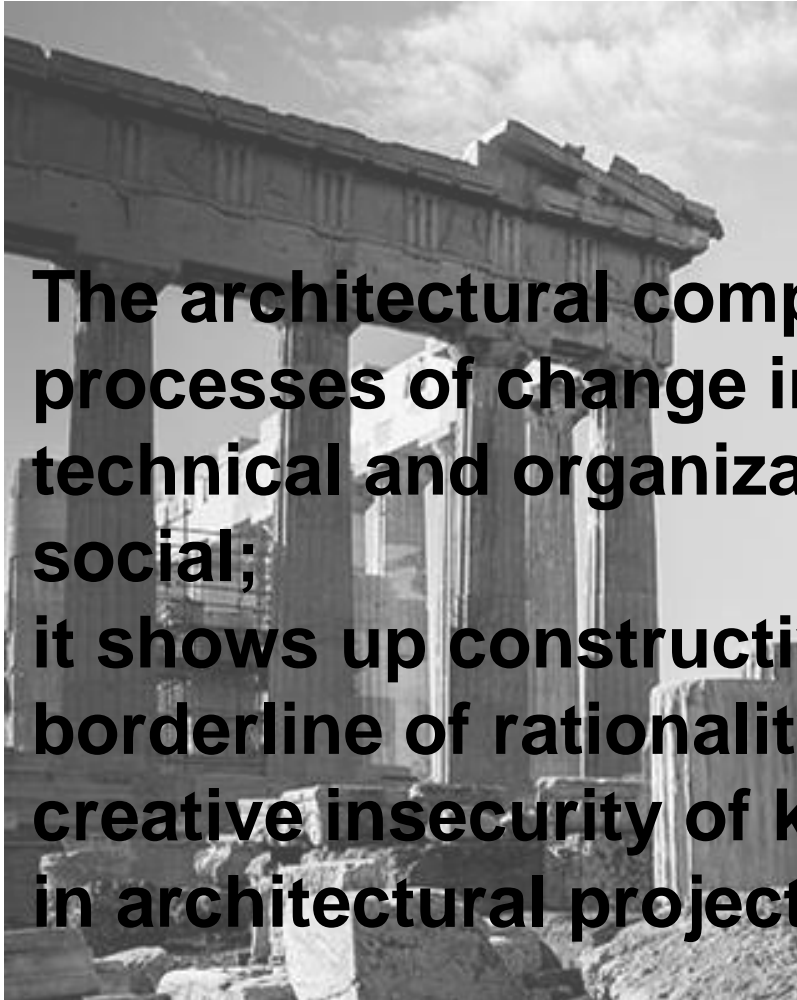 The architectural comp
processes of change in
technical and organiza
social;
it shows up constructi
borderline of rationalit
creative insecurity of k
in architectural project